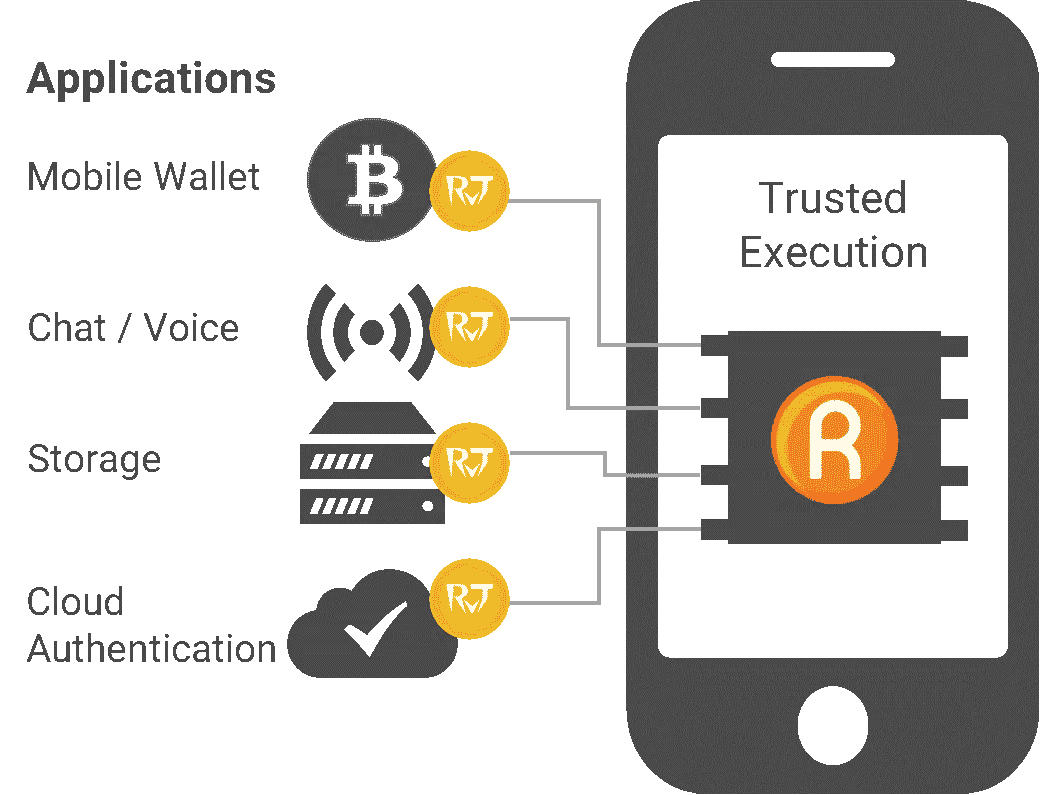 Applications
Mobile Wallet
RvT
Chat / Voice
RvT
Storage
RvT
Cloud
Authentication
RvT
Trusted
Execution
R